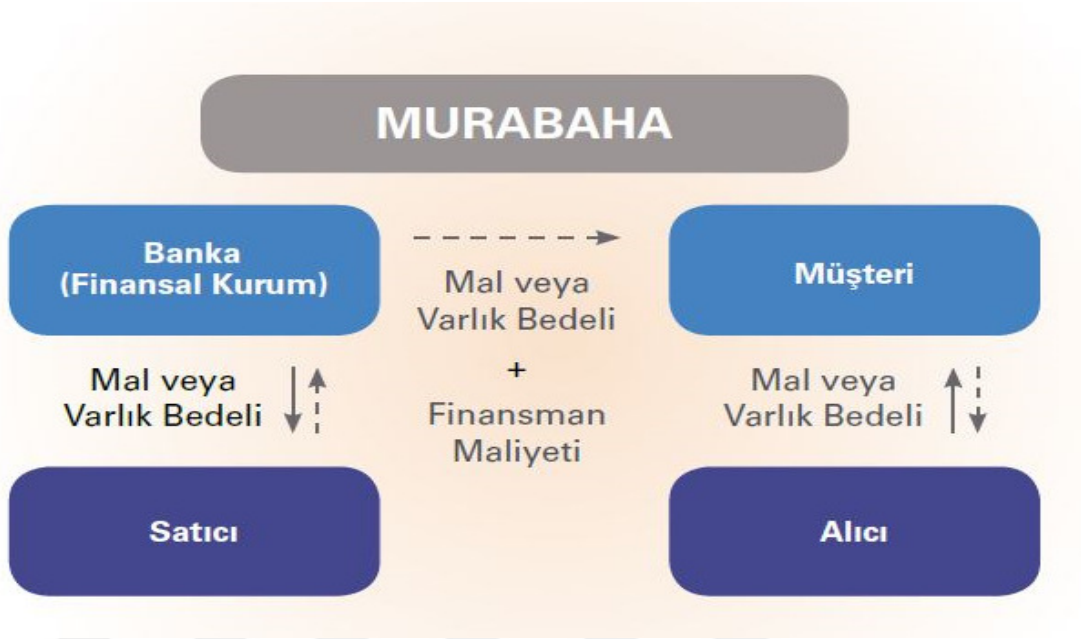 MURABAHA
Banka
(Finansal Kurum)
Mal veya
Varlık Bedeli
+
Finansman
Maliyeti
Müşteri
Mal veya
Varlık Bedeli
Mal veya
Varlık Bedeli
Satıcı
Alıcı